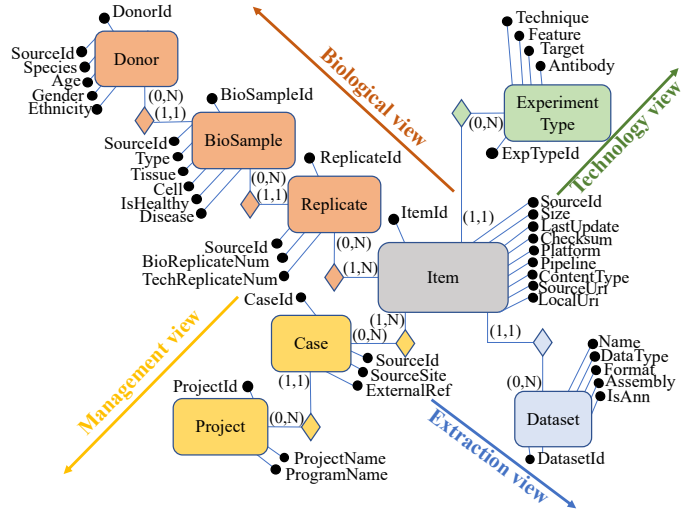 DonorId
SourceId
Species
Age
Gender
Ethnicity
Donor
(0,N)
(1,1)
BioSampleId
SourceId
Type
Tissue
Cell
IsHealthy
Disease
BioSample
(0,N)
(1,1)
ReplicateId
Replicate
SourceId
BioReplicateNum
TechReplicateNum
(0,N)
(1,N)
Biological view
Technique
Feature
Target
Antibody
Experiment
Type
(0,N)
ExpTypeId
Technology view
(1,1)
ItemId
Item
SourceId
Size
LastUpdate
Checksum
Platform
Pipeline
ContentType
SourceUri
LocalUri
Management view
CaseId
(1,N)
(0,N)
Case
SourceId
SourceSite
ExternalRef
(1,1)
ProjectId
(0,N)
Project
ProjectName
ProgramName
Extraction view
(1,1)
(0,N)
Name
DataType
Format
Assembly
IsAnn
Dataset
DatasetId